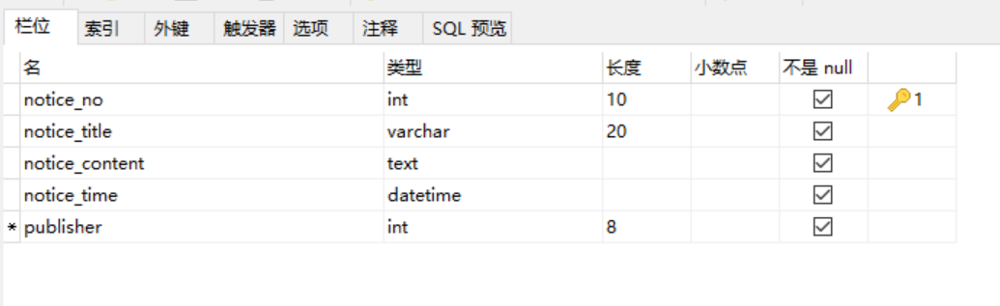 栏位 索引 外键 触发器 选项 注释 SQL 预览
名 类型 长度 小数点 不是 null
notice_no int 10 1
notice_title varchar 20
notice_content text
notice_time datetime
* publisher int 8